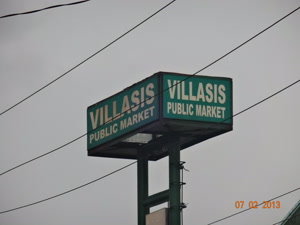 VILLASIS
PUBLIC MARKET
VILLASIS
PUBLIC MARKET
07 02 2013